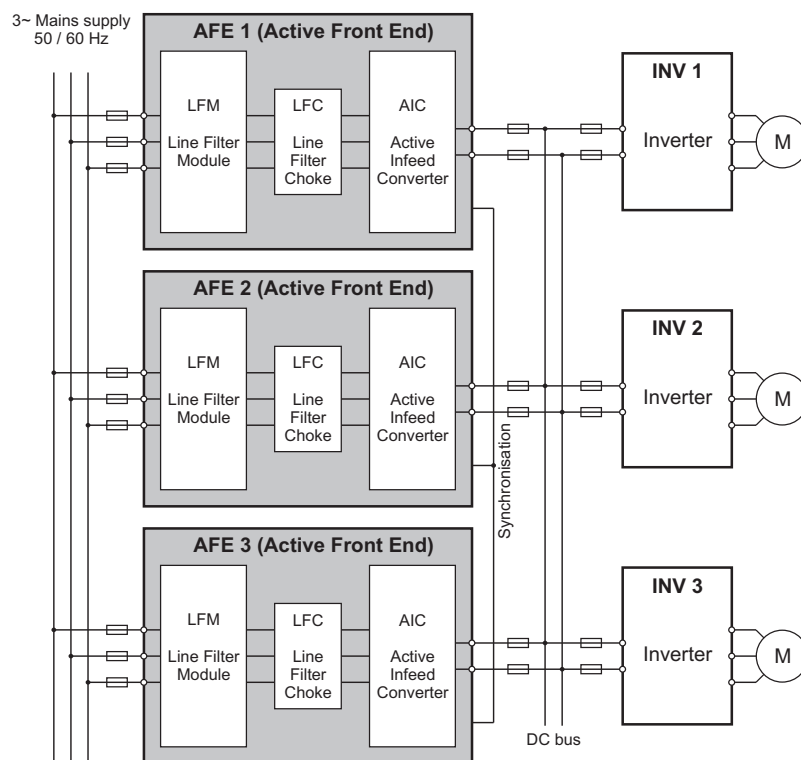 3~ Mains supply
50 / 60 Hz
AFE 1 (Active Front End)
LFM
Line Filter
Module
LFC
Line
Filter
Choke
AIC
Active
Infeed
Converter
INV 1
Inverter
M
AFE 2 (Active Front End)
LFM
Line Filter
Module
LFC
Line
Filter
Choke
AIC
Active
Infeed
Converter
Synchronisation
INV 2
Inverter
M
AFE 3 (Active Front End)
LFM
Line Filter
Module
LFC
Line
Filter
Choke
AIC
Active
Infeed
Converter
INV 3
Inverter
M
DC bus